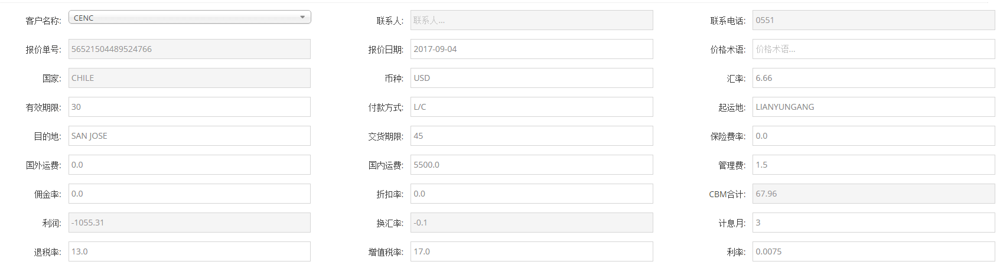 客户名称: CENC 联系人: 联系人... 联系电话: 0551
报价单号: 56521504489524766 报价日期: 2017-09-04 价格术语: 价格术语...
国家: CHILE 币种: USD 汇率: 6.66
有效期限: 30 付款方式: L/C 起运地: LIANYUNGANG
目的地: SAN JOSE 交货期限: 45 保险费率: 0.0
国外运费: 0.0 国内运费: 5500.0 管理费: 1.5
佣金率: 0.0 折扣率: 0.0 CBM合计: 67.96
利润: -1055.31 换汇率: -0.1 计息月: 3
退税率: 13.0 增值税率: 17.0 利率: 0.0075